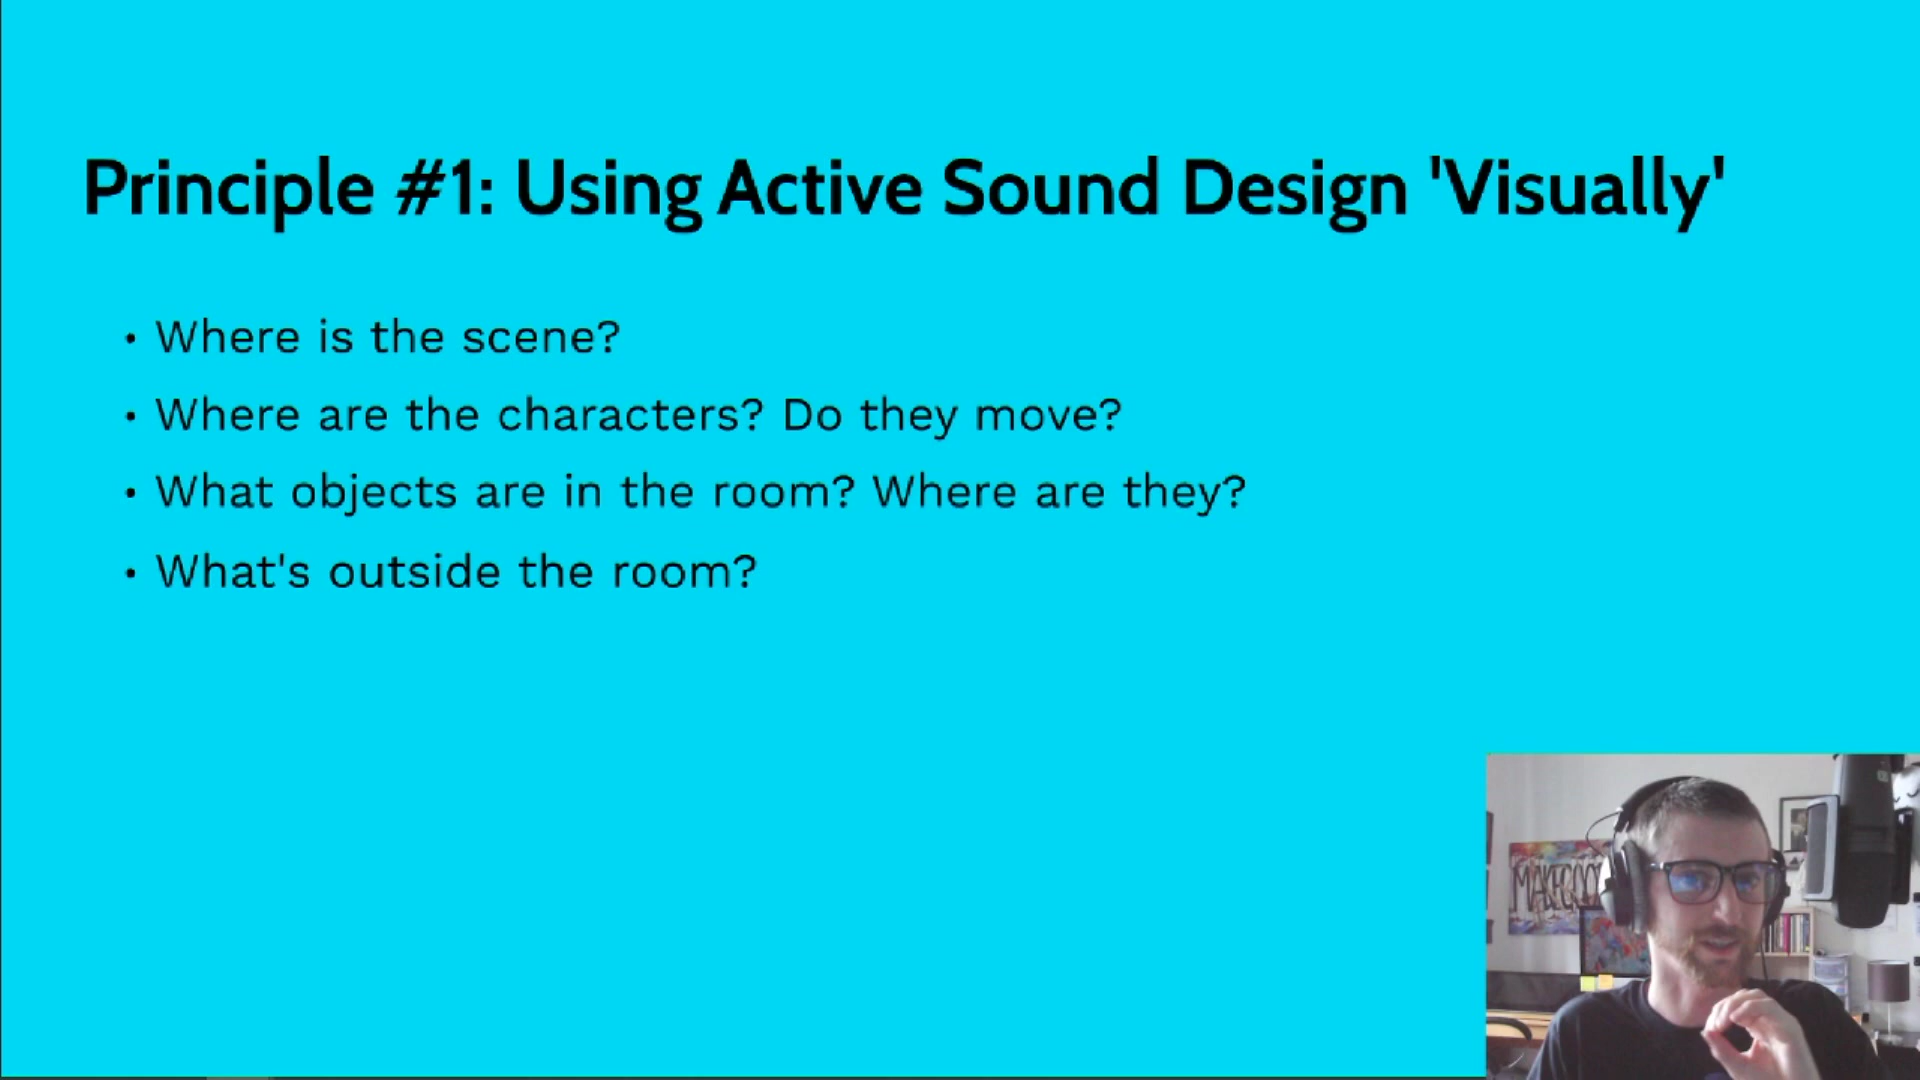 Principle #1: Using Active Sound Design 'Visually'
• Where is the scene?
• Where are the characters? Do they move?
• What objects are in the room? Where are they?
• What's outside the room?